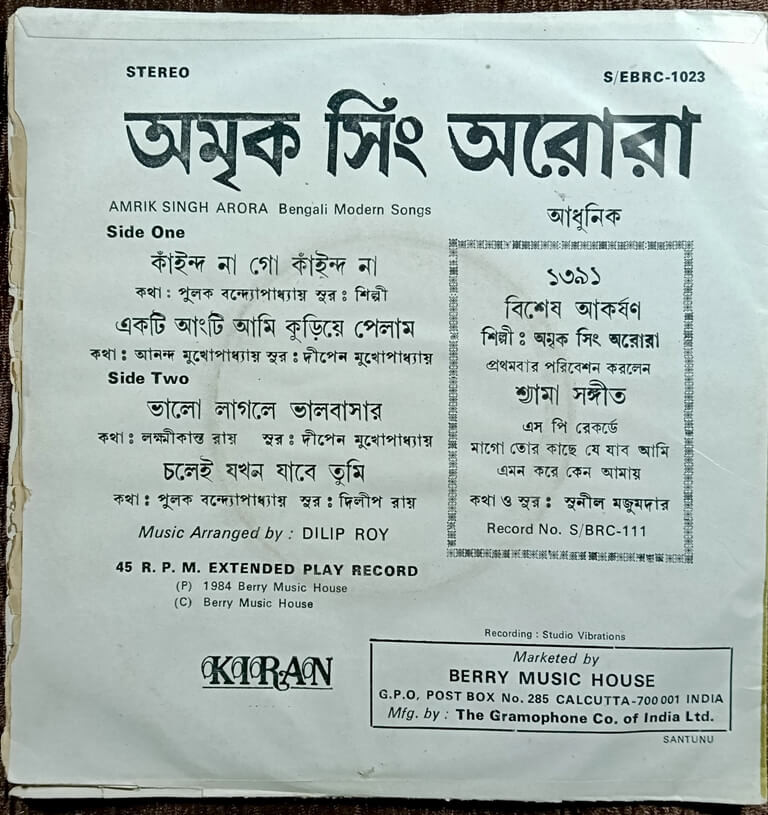 STEREO
S/EBRC-1023
অমৃক সিং অরোরা
AMRIK SINGH ARORA Bengali Modern Songs
আধুনিক
Side One
কাঁইন্দ না গো কাঁইন্দ না
কথা : পুলক বন্দ্যোপাধ্যায় সুর : শিল্পী
একটি আংটি আমি কুড়িয়ে পেলাম
কথা : আনন্দ মুখোপাধ্যায় সুর : দীপেন মুখোপাধ্যায়
Side Two
ভালো লাগলে ভালবাসার
কথা : লক্ষ্মীকান্ত রায় সুর : দীপেন মুখোপাধ্যায়
চলেই যখন যাবে তুমি
কথা : পুলক বন্দ্যোপাধ্যায় সুর : দিলীপ রায়
Music Arranged by : DILIP ROY
45 R. P. M. EXTENDED PLAY RECORD
(P) 1984 Berry Music House
(C) Berry Music House
১৩৯১
বিশেষ আকর্ষণ
শিল্পী : অমৃক সিং অরোরা
প্রথমবার পরিবেশন করলেন
শ্যামা সঙ্গীত
এস পি রেকর্ডে
মাগো তোর কাছে যে যাব আমি
এমন করে কেন আমায়
কথা ও সুর : সুনীল মজুমদার
Record No. S/BRC-111
KIRAN
Recording : Studio Vibrations
Marketed by
BERRY MUSIC HOUSE
G.P.O. POST BOX No. 285 CALCUTTA-700001 INDIA
Mfg. by : The Gramophone Co. of India Ltd.
SANTUNU